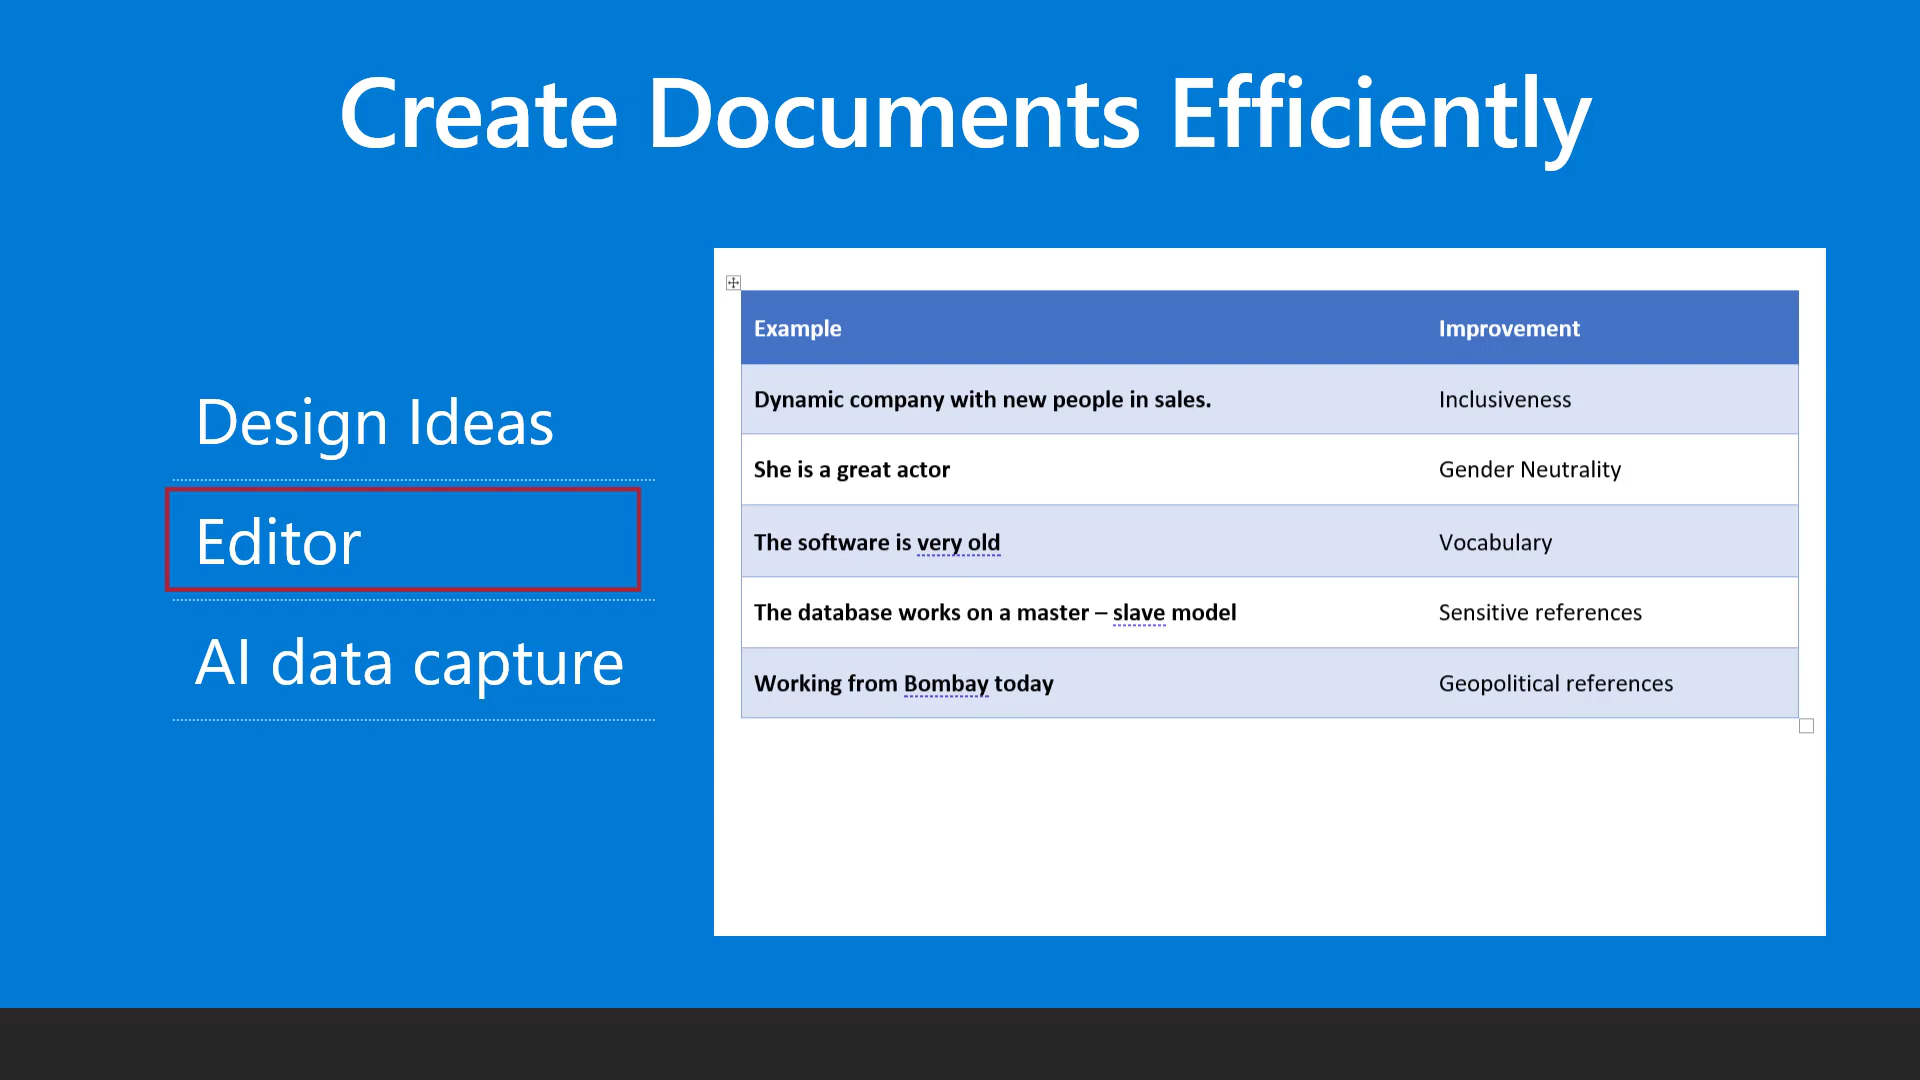 Create Documents Efficiently
Design Ideas
Editor
AI data capture
Example Improvement
Dynamic company with new people in sales. Inclusiveness
She is a great actor Gender Neutrality
The software is very old Vocabulary
The database works on a master – slave model Sensitive references
Working from Bombay today Geopolitical references